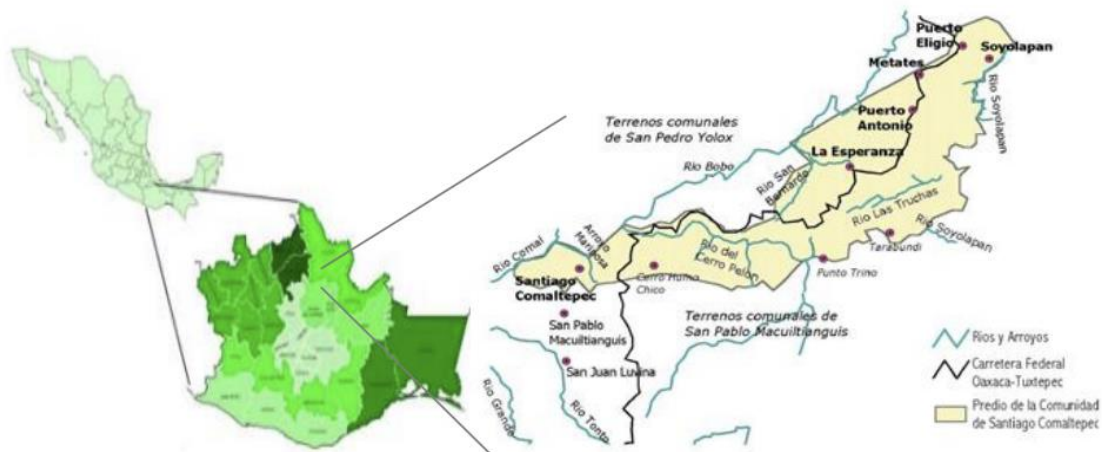 Puerto
Eligio
Soyolapan
Metates
Rio Soyolapan
Puerto
Antonio
Terrenos comunales
de San Pedro Yolox
La Esperanza
Rio Bobo
Rio San
Bernardo
Rio Las Truchas
Rio Soyolapan
Tarabundi
Rio Comal
Arroyo
Mariposa
Rio del
Cerro Pelon
Santiago
Comaltepec
Cerro Humo
Chico
Punto Trino
San Pablo
Macuiltianguis
Terrenos comunales de
San Pablo Macuiltianguis
San Juan Luvina
Rio Grande
Rio Tonto
Rios y Arroyos
Carretera Federal
Oaxaca-Tuxtepec
Predio de la Comunidad
de Santiago Comaltepec